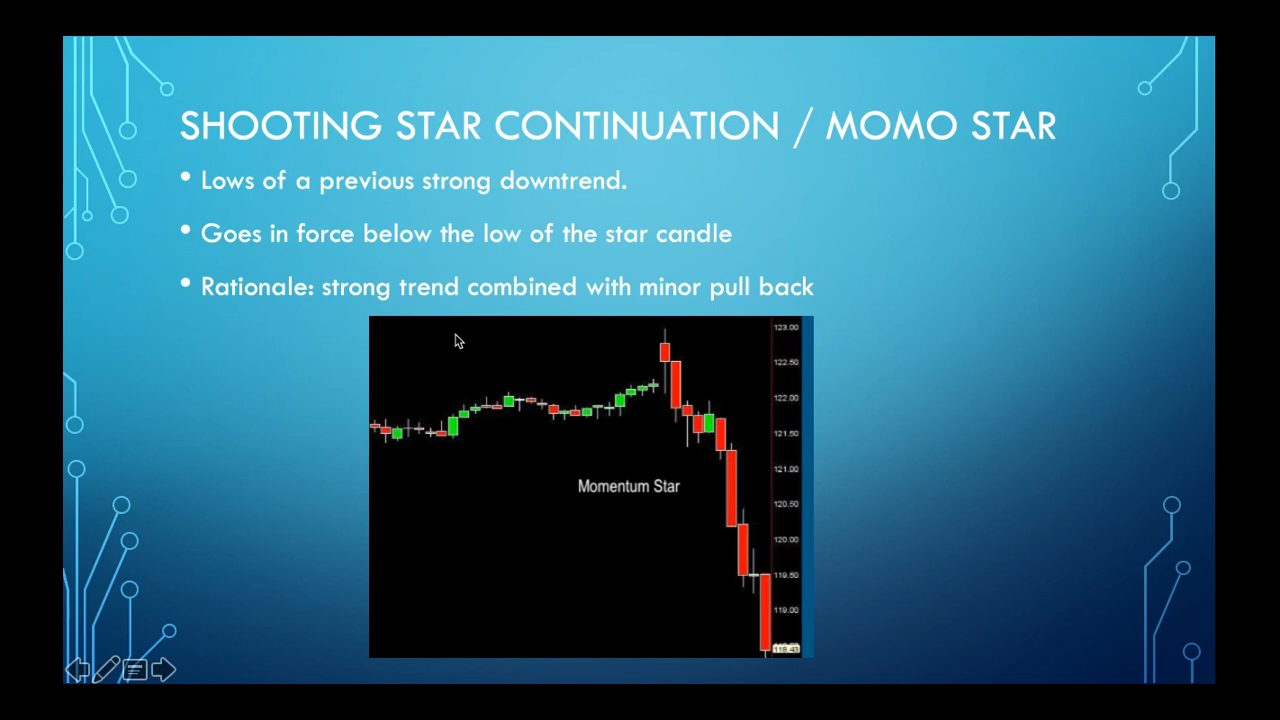 SHOOTING STAR CONTINUATION / MOMO STAR
• Lows of a previous strong downtrend.
• Goes in force below the low of the star candle
• Rationale: strong trend combined with minor pull back
123.00
122.50
122.00
121.50
121.00
Momentum Star
120.50
120.00
119.50
119.00
118.43